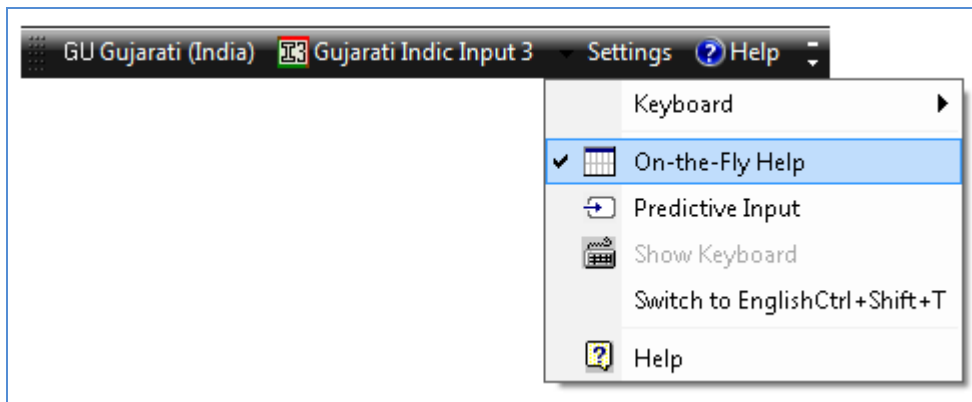 GU Gujarati (India) I3 Gujarati Indic Input 3 Settings ? Help
Keyboard
On-the-Fly Help
Predictive Input
Show Keyboard
Switch to EnglishCtrl+Shift+T
? Help